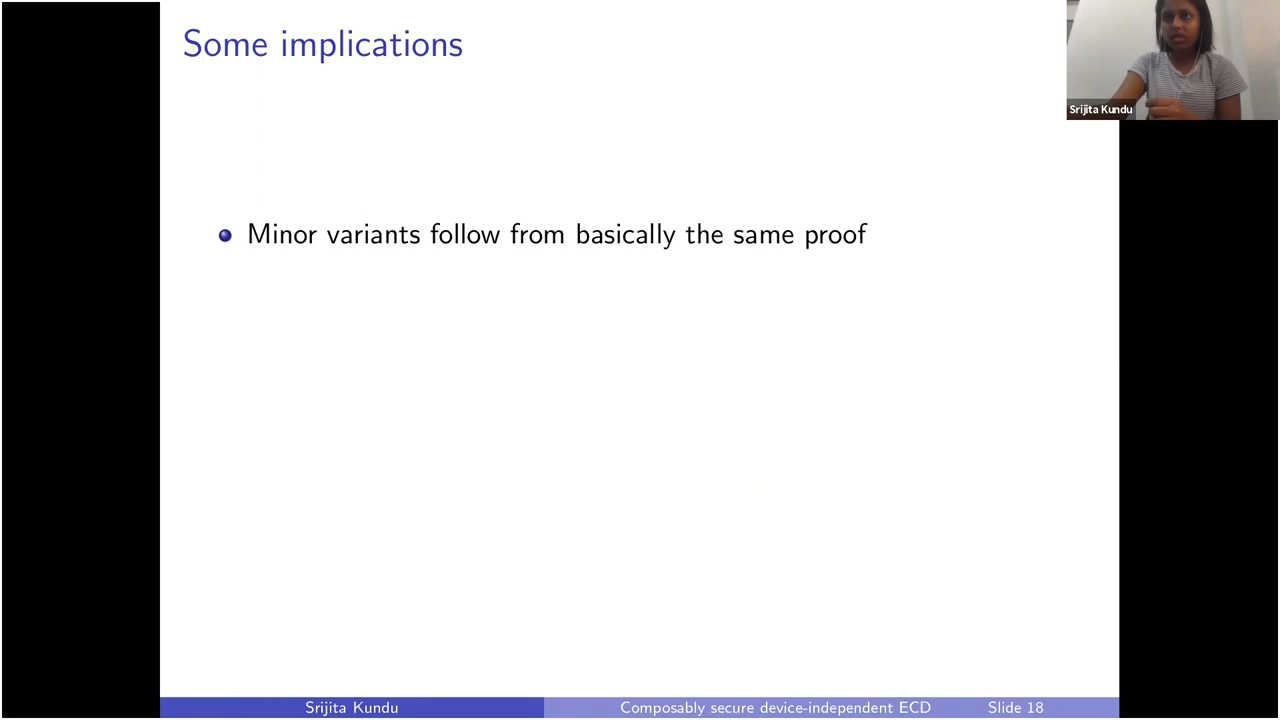 Some implications
Srijita Kundu
Minor variants follow from basically the same proof
Srijita Kundu
Composably secure device-independent ECD
Slide 18